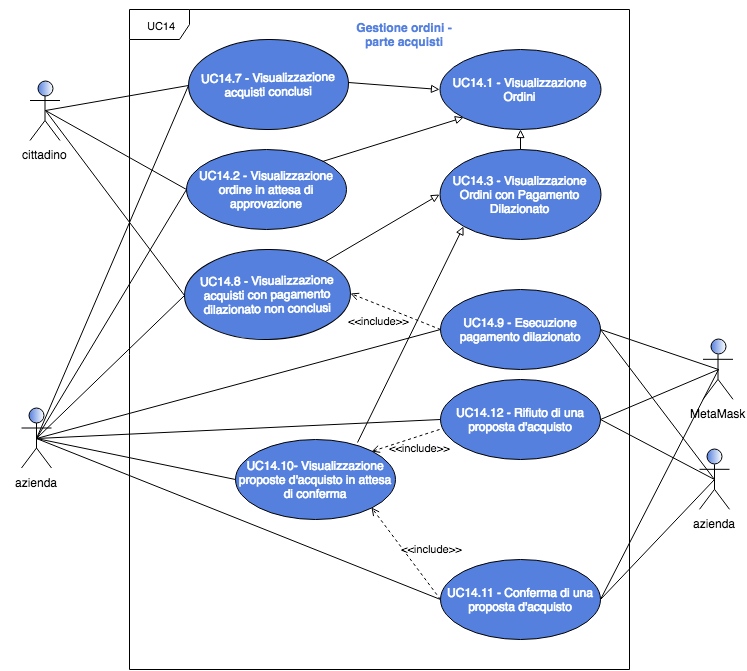 UC14
Gestione ordini -
parte acquisti
UC14.7 - Visualizzazione
acquisti conclusi
UC14.1 - Visualizzazione
Ordini
cittadino
UC14.2 - Visualizzazione
ordine in attesa di
approvazione
UC14.3 - Visualizzazione
Ordini con Pagamento
Dilazionato
UC14.8 - Visualizzazione
acquisti con pagamento
dilazionato non conclusi
<<include>>
UC14.9 - Esecuzione
pagamento dilazionato
MetaMask
UC14.12 - Rifiuto di una
proposta d'acquisto
<<include>>
azienda
UC14.10- Visualizzazione
proposte d'acquisto in attesa
di conferma
azienda
<<include>>
UC14.11 - Conferma di una
proposta d'acquisto